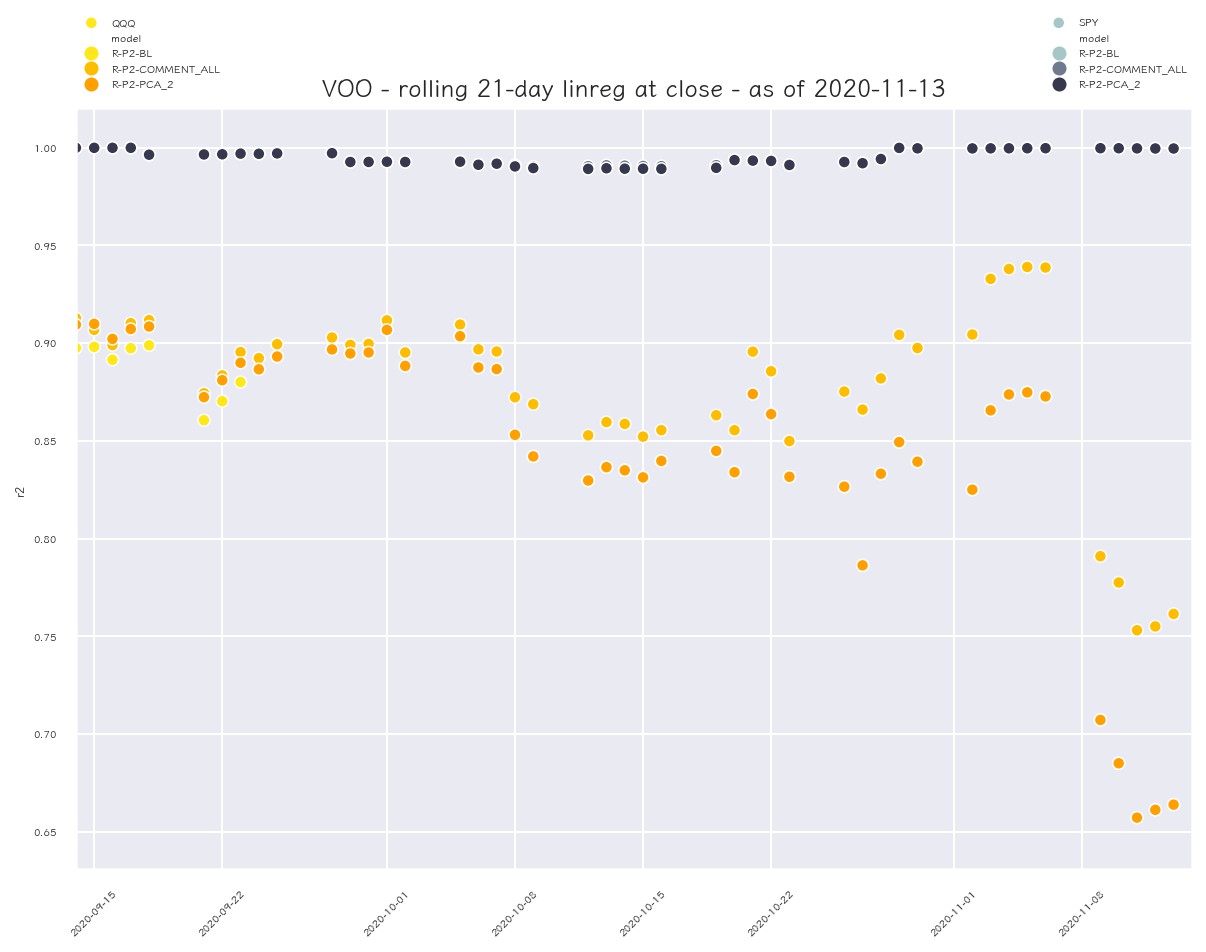 QQQ
model
R-P2-BL
R-P2-COMMENT_ALL
R-P2-PCA_2
SPY
model
R-P2-BL
R-P2-COMMENT_ALL
R-P2-PCA_2
VOO - rolling 21-day linreg at close - as of 2020-11-13
1.00
0.95
0.90
0.85
0.80
0.75
0.70
0.65
r2
2020-09-15
2020-09-22
2020-10-01
2020-10-08
2020-10-15
2020-10-22
2020-11-01
2020-11-08